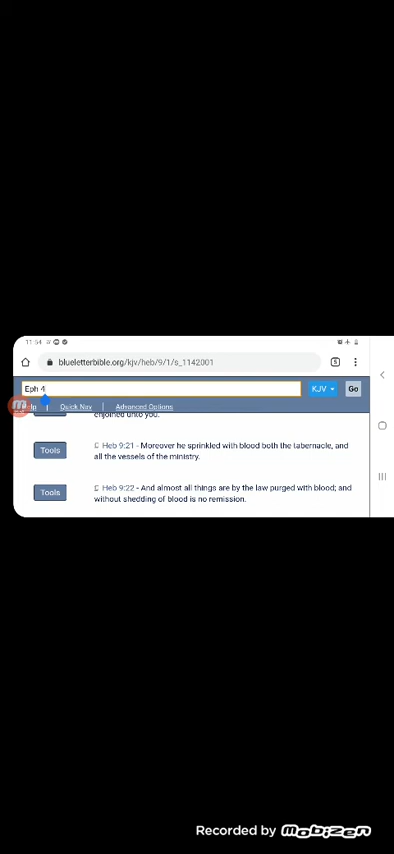 11:54
blueletterbible.org/kjv/heb/9/1/s_1142001
5
Eph 4
KJV
Go
lp | Quick Nav | Advanced Options
enjoined unto you.
Tools
Heb 9:21 - Moreover he sprinkled with blood both the tabernacle, and
all the vessels of the ministry.
Tools
Heb 9:22 - And almost all things are by the law purged with blood; and
without shedding of blood is no remission.
Recorded by mobizen